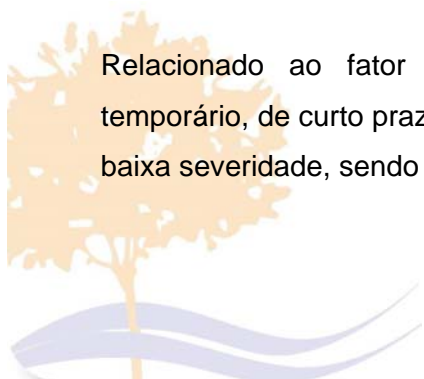 Relacionado ao fator
temporário, de curto praz
baixa severidade, sendo